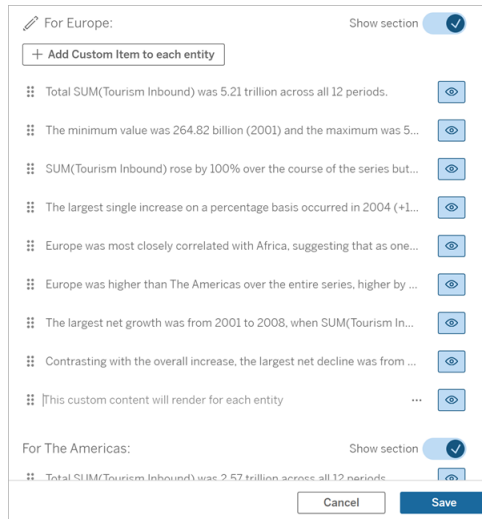 For Europe:
Show section
+ Add Custom Item to each entity
Total SUM(Tourism Inbound) was 5.21 trillion across all 12 periods.
The minimum value was 264.82 billion (2001) and the maximum was 5...
SUM(Tourism Inbound) rose by 100% over the course of the series but...
The largest single increase on a percentage basis occurred in 2004 (+1...
Europe was most closely correlated with Africa, suggesting that as one...
Europe was higher than The Americas over the entire series, higher by ...
The largest net growth was from 2001 to 2008, when SUM(Tourism In...
Contrasting with the overall increase, the largest net decline was from ...
This custom content will render for each entity
...
For The Americas:
Show section
Total SUM(Tourism Inbound) was 2.57 trillion across all 12 periods
Cancel
Save